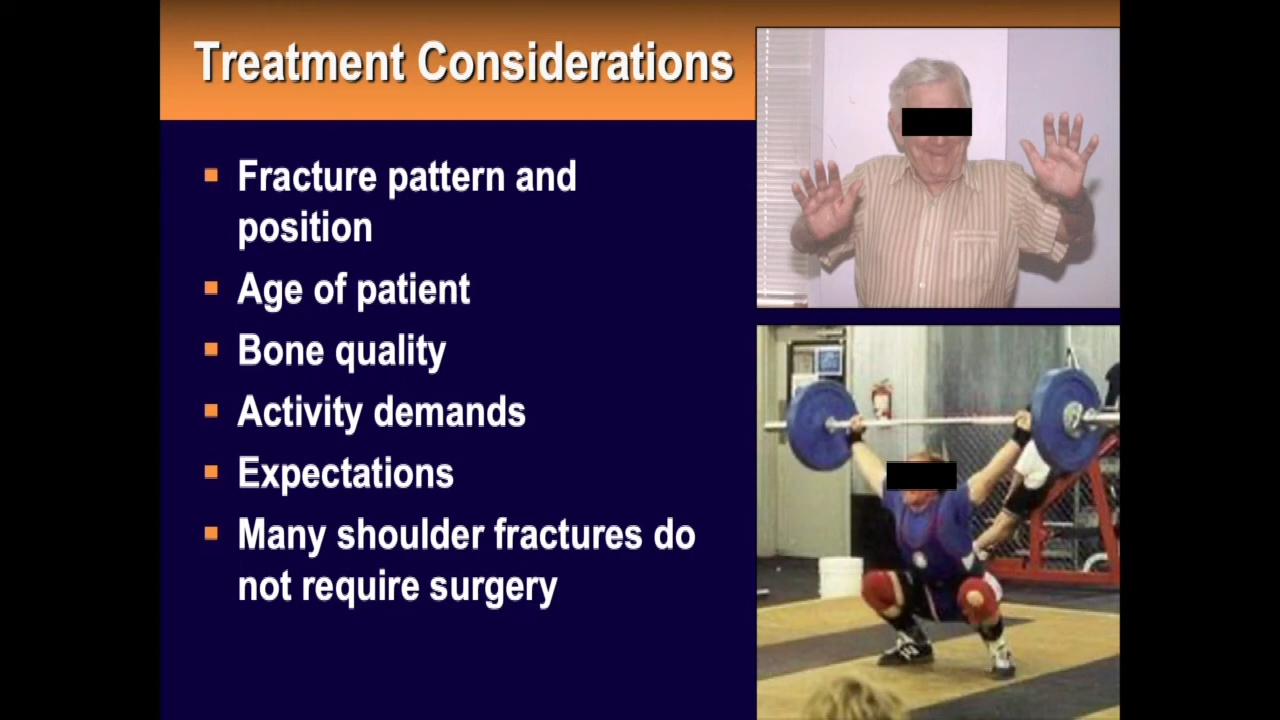 Treatment Considerations
Fracture pattern and
position
Age of patient
Bone quality
Activity demands
Expectations
Many shoulder fractures do
not require surgery